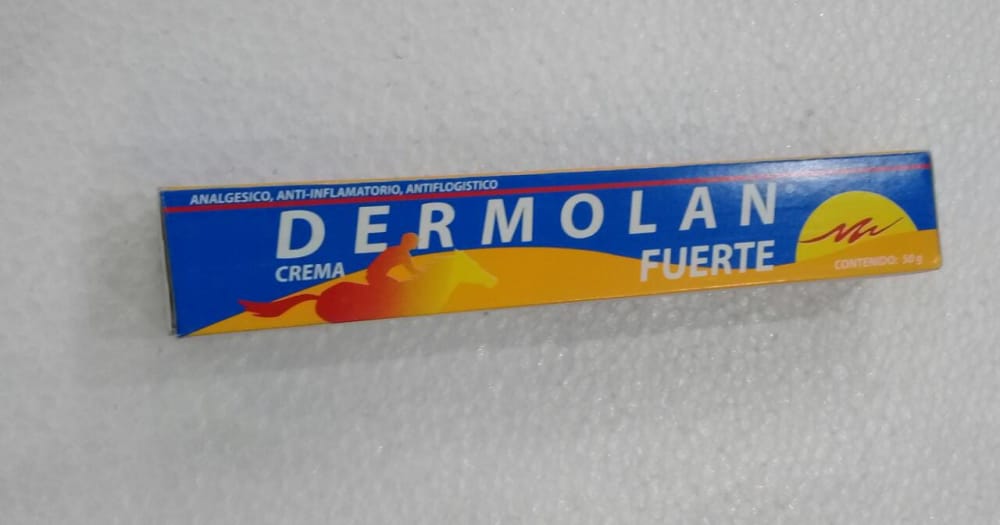 ANALGESICO, ANTI-INFLAMATORIO, ANTIFLOGISTICO
DERMOLAN®
CREMA
FUERTE
CONTENIDO: 50 g